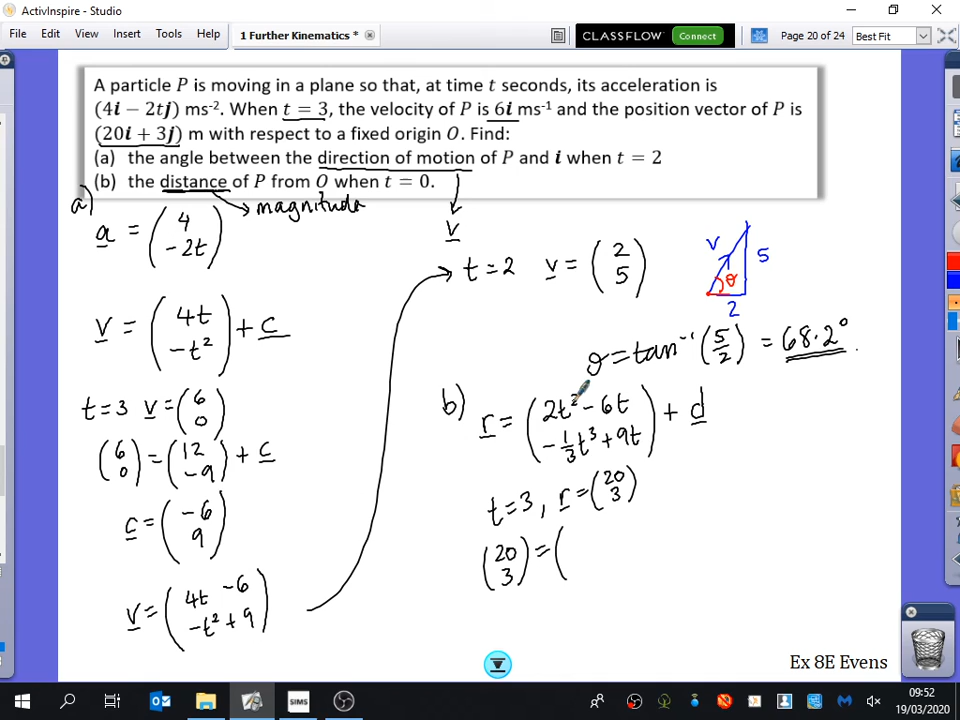 ActivInspire - Studio
File Edit View Insert Tools Help
1 Further Kinematics *
CLASSFLOW Connect
Page 20 of 24
Best Fit
A particle P is moving in a plane so that, at time t seconds, its acceleration is
(4i − 2tj) ms-2. When t = 3, the velocity of P is 6i ms-1 and the position vector of P is
(20i + 3j) m with respect to a fixed origin O. Find:
(a) the angle between the direction of motion of P and i when t = 2
(b) the distance of P from O when t = 0.
magnitude
v
a)
a = (4
-2t)
v = (4t
-t²) + c
t = 3 v = (6
0)
(6
0) = (12
-9) + c
c = (-6
9)
v = (4t - 6
-t² + 9)
t = 2 v = (2
5)
v
5
θ
2
θ = tan⁻¹(5/2) = 68.2°.
b) r = (2t² - 6t
-1/3t³ + 9t) + d
t = 3, r = (20
3)
(20
3) = (
Ex 8E Evens
SIMS
09:52
19/03/2020